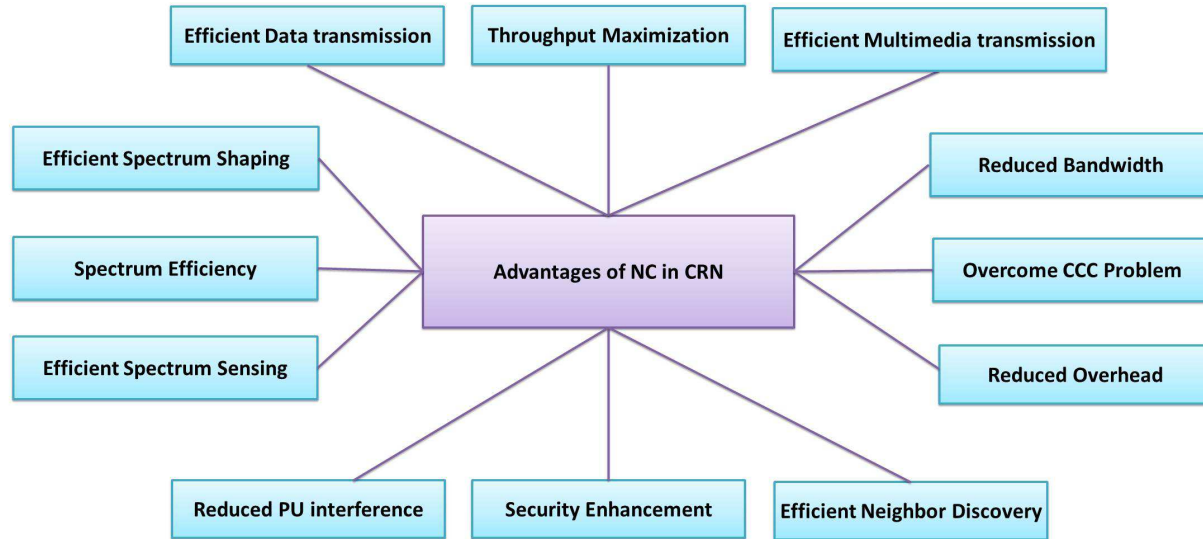 Efficient Data transmission
Throughput Maximization
Efficient Multimedia transmission
Efficient Spectrum Shaping
Reduced Bandwidth
Spectrum Efficiency
Advantages of NC in CRN
Overcome CCC Problem
Efficient Spectrum Sensing
Reduced Overhead
Reduced PU interference
Security Enhancement
Efficient Neighbor Discovery